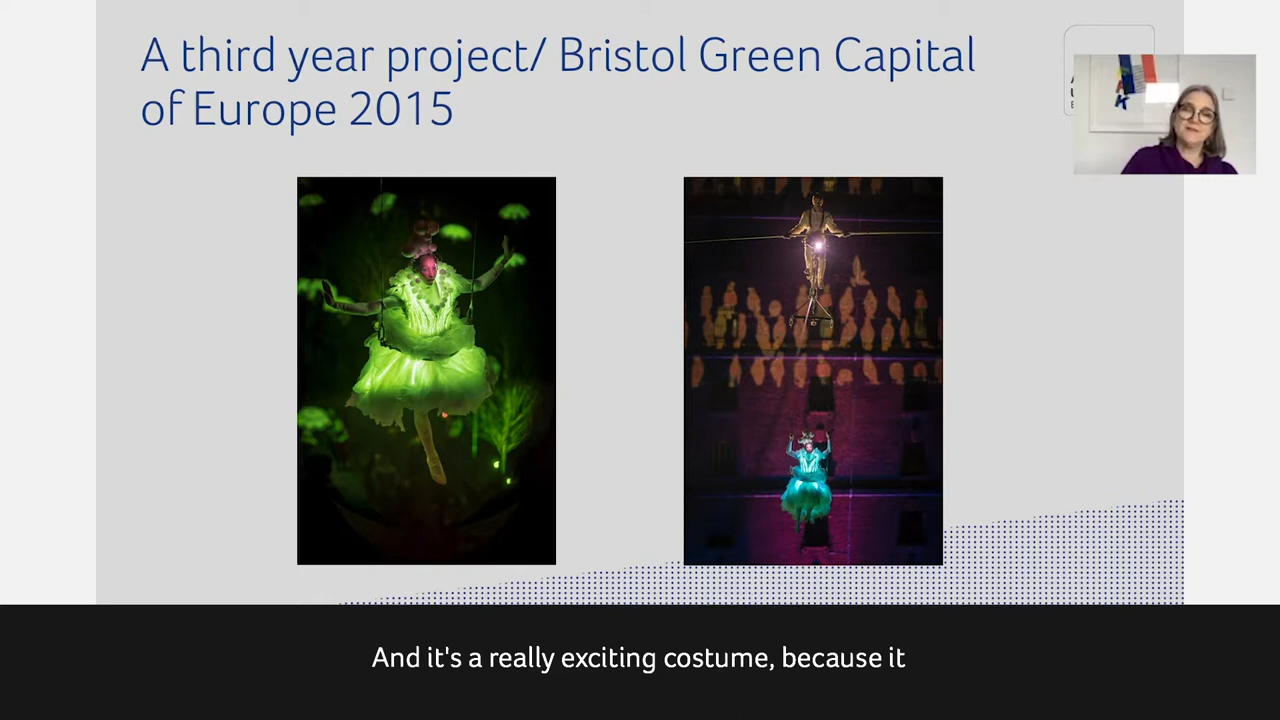 A third year project/ Bristol Green Capital
of Europe 2015
And it's a really exciting costume, because it